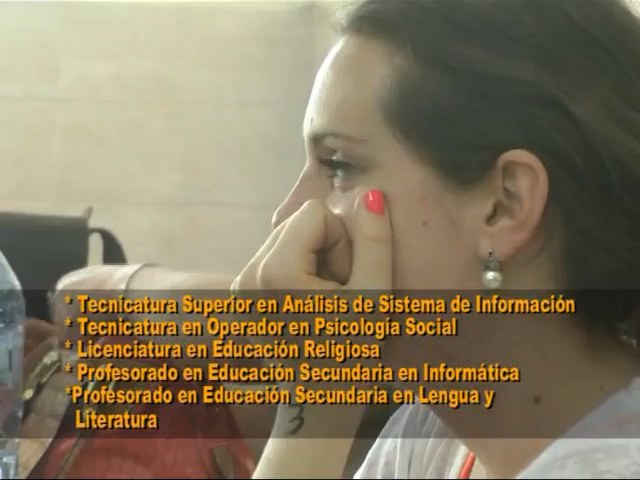 * Tecnicatura Superior en Análisis de Sistema de Información
* Tecnicatura en Operador en Psicología Social
* Licenciatura en Educación Religiosa
* Profesorado en Educación Secundaria en Informática
*Profesorado en Educación Secundaria en Lengua y
Literatura